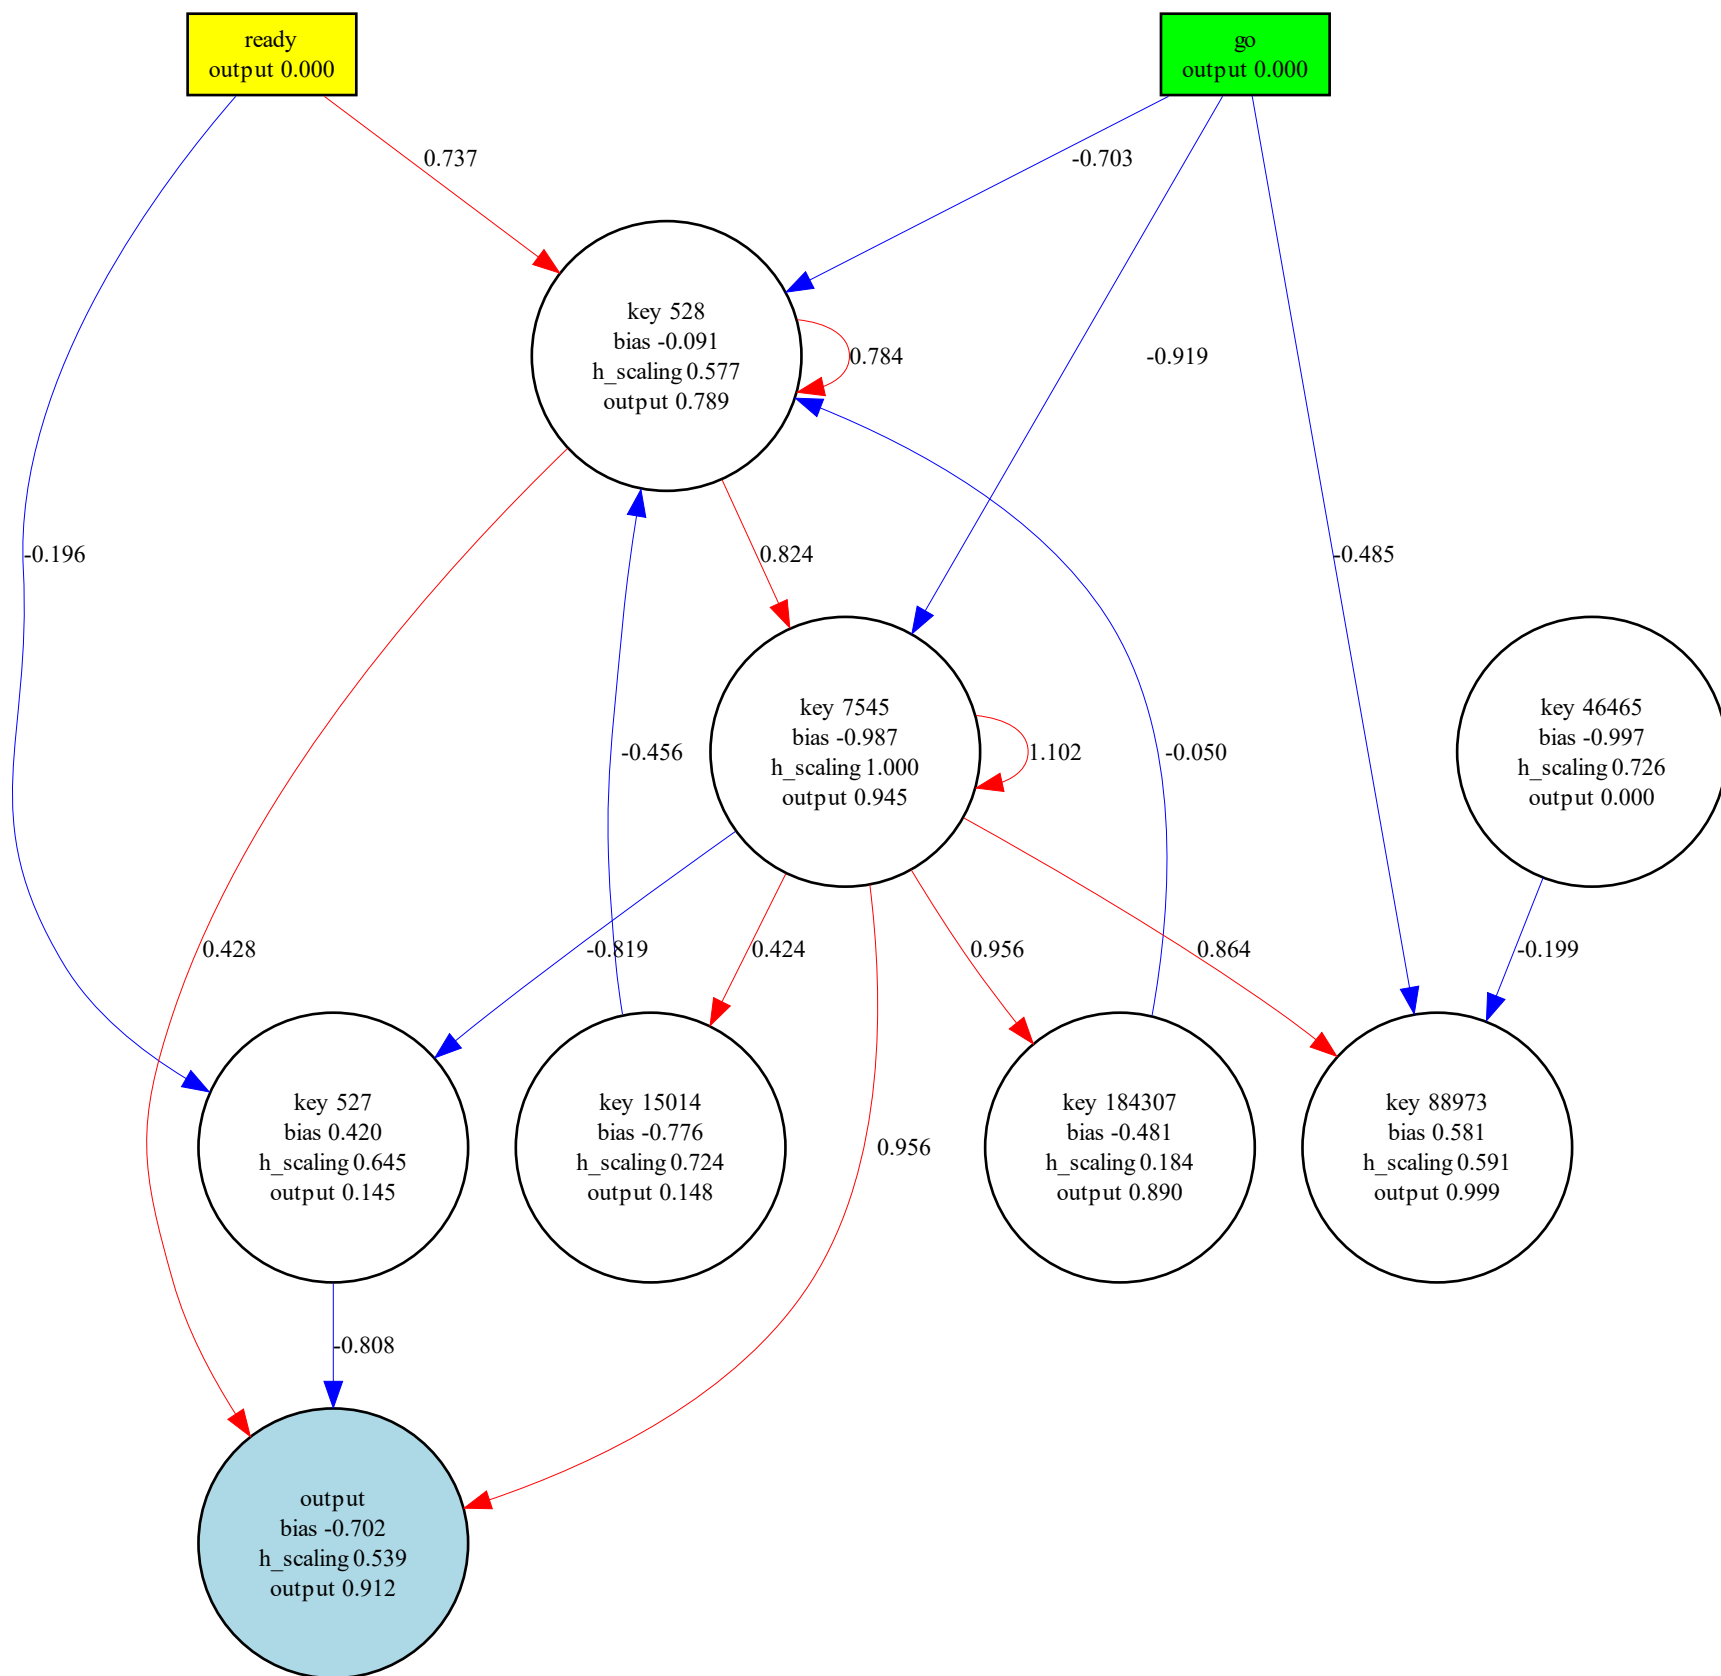 ready
output 0.000
go
output 0.000
0.737
-0.703
key 528
bias -0.091
h_scaling 0.577
output 0.789
0.784
-0.919
-0.196
0.824
-0.485
key 7545
bias -0.987
h_scaling 1.000
output 0.945
1.102
-0.456
-0.050
key 46465
bias -0.997
h_scaling 0.726
output 0.000
0.428
-0.819
0.424
0.956
0.864
-0.199
key 527
bias 0.420
h_scaling 0.645
output 0.145
key 15014
bias -0.776
h_scaling 0.724
output 0.148
0.956
key 184307
bias -0.481
h_scaling 0.184
output 0.890
key 88973
bias 0.581
h_scaling 0.591
output 0.999
-0.808
output
bias -0.702
h_scaling 0.539
output 0.912